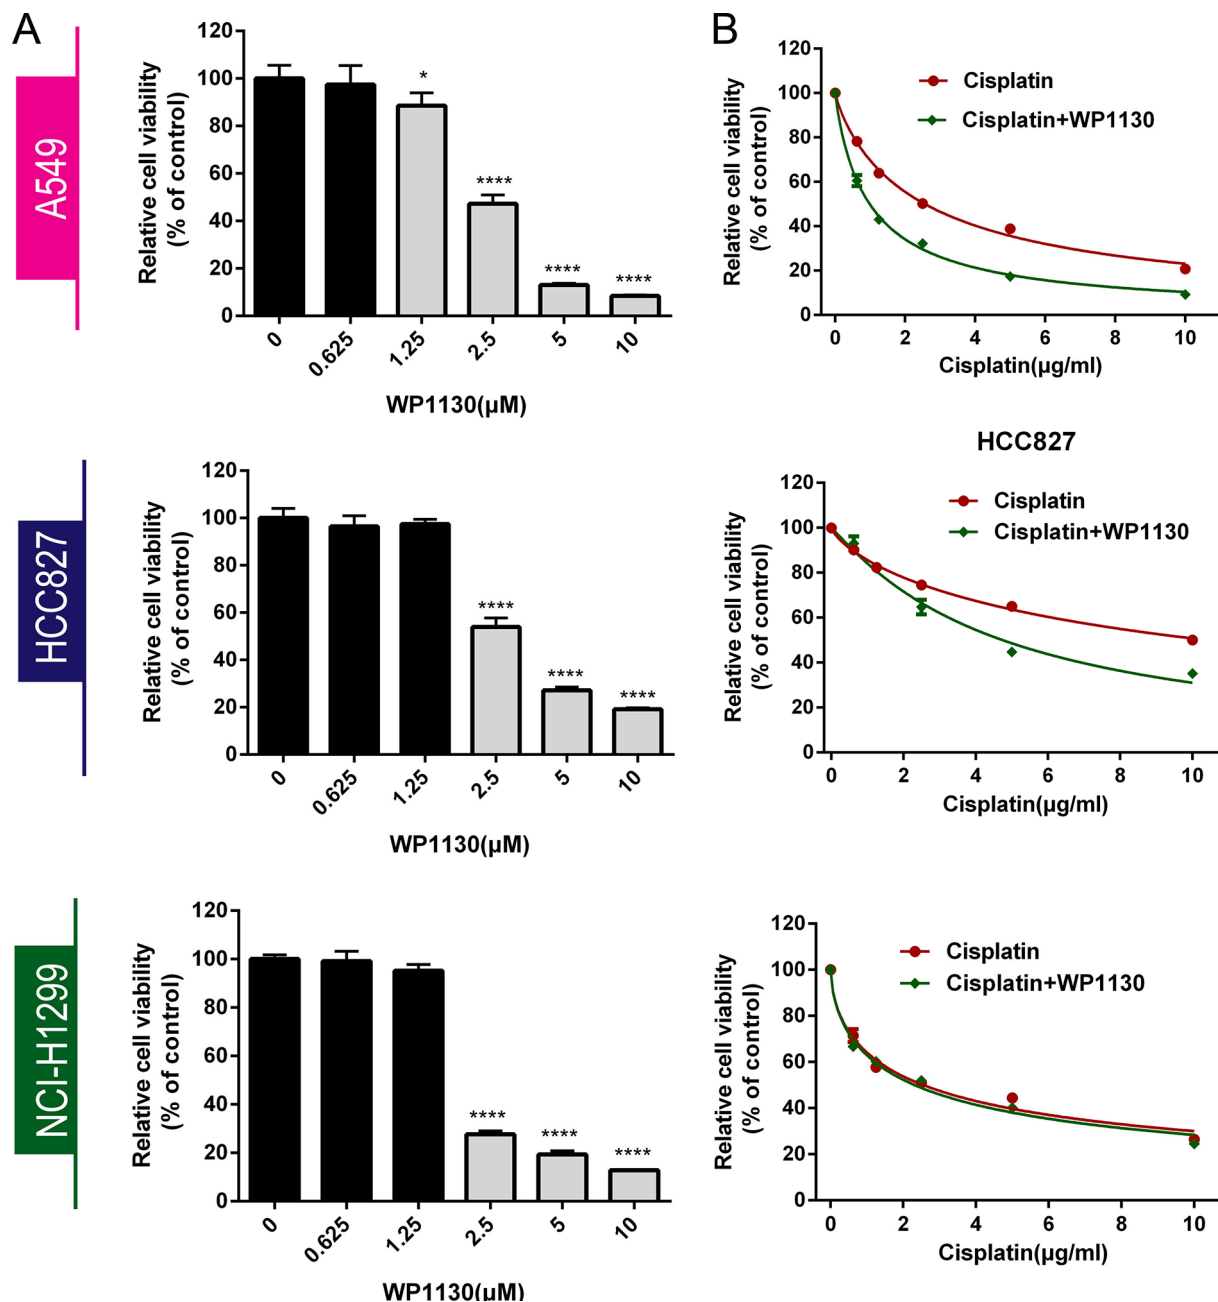 A
B
A549
Relative cell viability
(% of control)
120
100
80
60
40
20
0
*
****
****
****
0
0.625
1.25
2.5
5
10
WP1130(μM)
Relative cell viability
(% of control)
120
100
80
60
40
20
0
Cisplatin
Cisplatin+WP1130
0
2
4
6
8
10
Cisplatin(μg/ml)
HCC827
Relative cell viability
(% of control)
120
100
80
60
40
20
0
****
****
****
0
0.625
1.25
2.5
5
10
WP1130(μM)
HCC827
Relative cell viability
(% of control)
120
100
80
60
40
20
0
Cisplatin
Cisplatin+WP1130
0
2
4
6
8
10
Cisplatin(μg/ml)
NCI-H1299
Relative cell viability
(% of control)
120
100
80
60
40
20
0
****
****
****
0
0.625
1.25
2.5
5
10
WP1130(μM)
Relative cell viability
(% of control)
120
100
80
60
40
20
0
Cisplatin
Cisplatin+WP1130
0
2
4
6
8
10
Cisplatin(μg/ml)